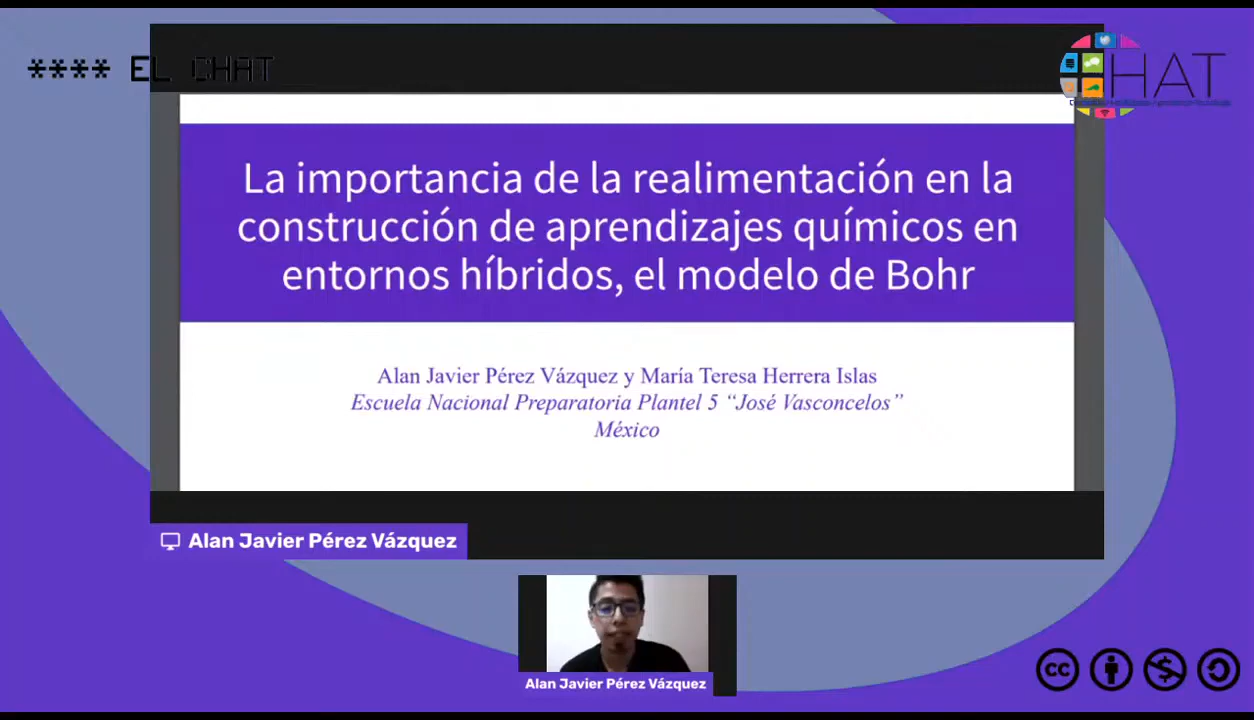 **** EL CHAT
HAT
La importancia de la realimentación en la
construcción de aprendizajes químicos en
entornos híbridos, el modelo de Bohr
Alan Javier Pérez Vázquez y María Teresa Herrera Islas
Escuela Nacional Preparatoria Plantel 5 “José Vasconcelos”
México
Alan Javier Pérez Vázquez
Alan Javier Pérez Vázquez
cc